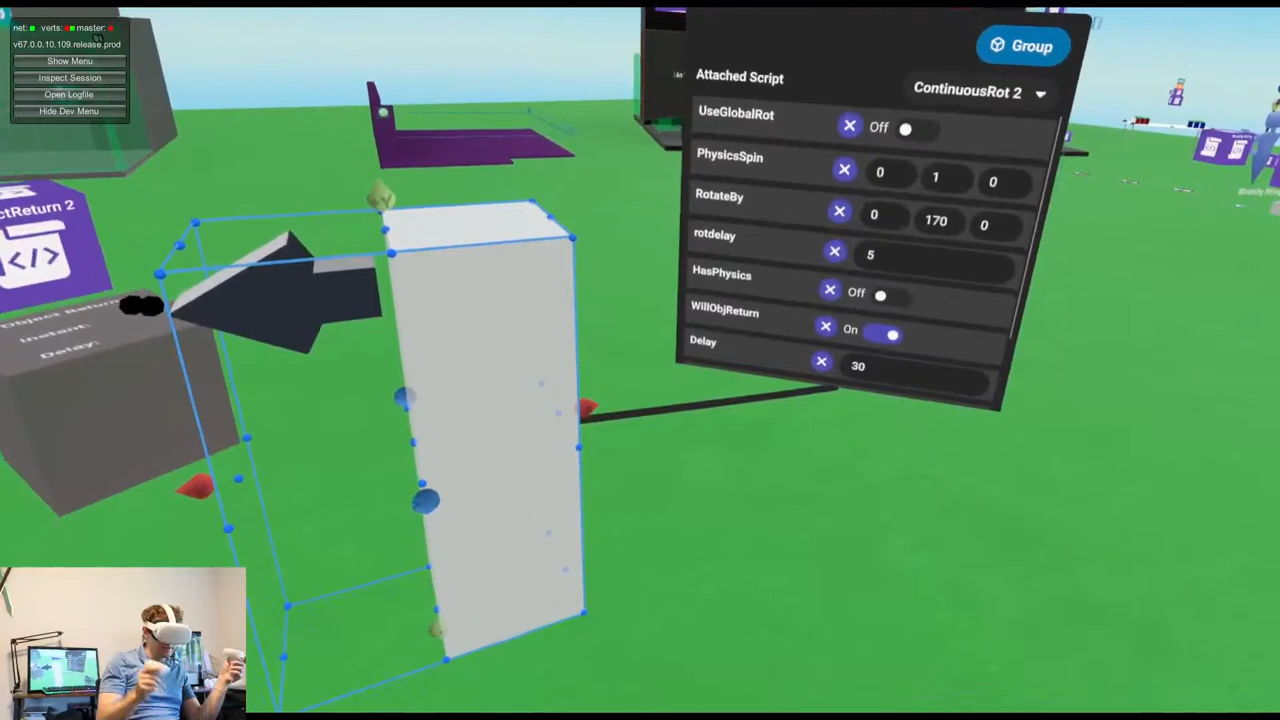 net: verts: master:
v67.0.0.10.109.release.prod
Show Menu
Inspect Session
Open Logfile
Hide Dev Menu
Group
Attached Script
ContinuousRot 2
UseGlobalRot
Off
PhysicsSpin
0 1 0
RotateBy
0 170 0
rotdelay
5
HasPhysics
Off
WillObjReturn
On
Delay
30
ectReturn 2
</>
Object Return
Instant:
Delay: